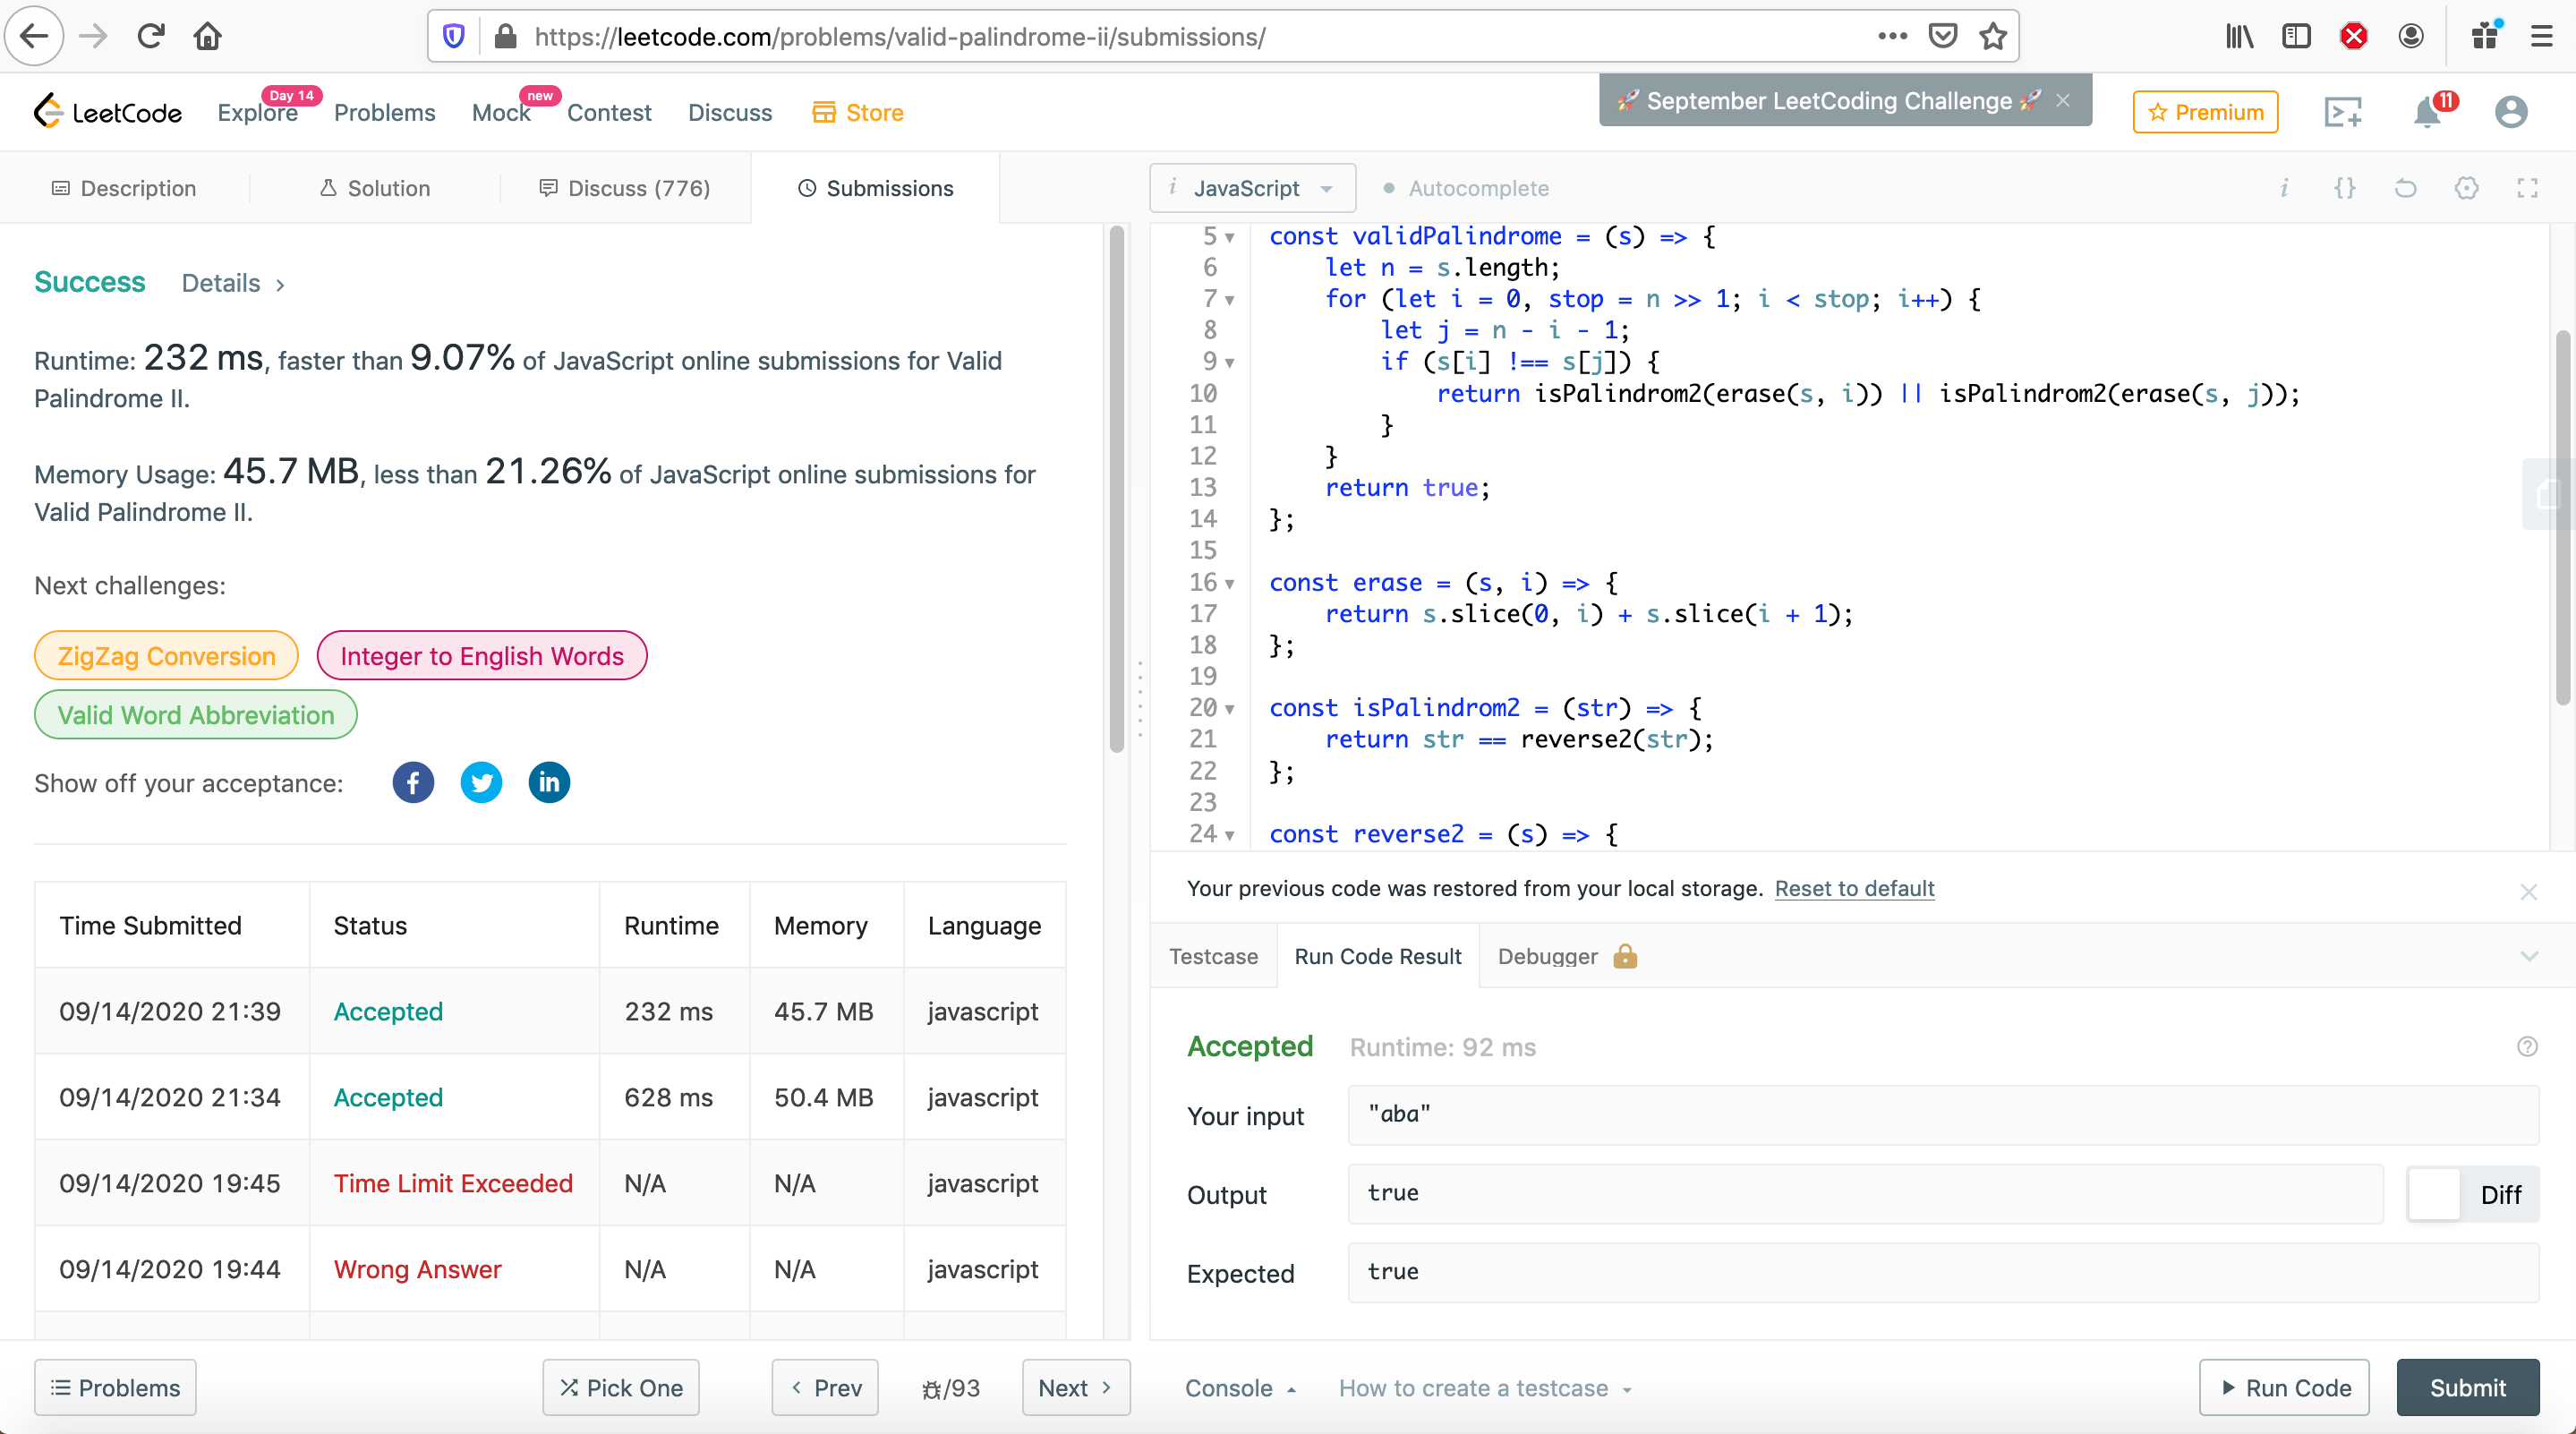 https://leetcode.com/problems/valid-palindrome-ii/submissions/
LeetCode
Explore
Day 14
Problems
Mock
new
Contest
Discuss
Store
🚀 September LeetCoding Challenge 🚀 ×
Premium
11
Description
Solution
Discuss (776)
Submissions
i JavaScript
Autocomplete
i {}
Success Details >
Runtime: 232 ms, faster than 9.07% of JavaScript online submissions for Valid
Palindrome II.
Memory Usage: 45.7 MB, less than 21.26% of JavaScript online submissions for
Valid Palindrome II.
Next challenges:
ZigZag Conversion
Integer to English Words
Valid Word Abbreviation
Show off your acceptance:
f
in
Time Submitted Status Runtime Memory Language
09/14/2020 21:39 Accepted 232 ms 45.7 MB javascript
09/14/2020 21:34 Accepted 628 ms 50.4 MB javascript
09/14/2020 19:45 Time Limit Exceeded N/A N/A javascript
09/14/2020 19:44 Wrong Answer N/A N/A javascript
Problems
Pick One
< Prev
/93
Next >
5 const validPalindrome = (s) => {
6 let n = s.length;
7 for (let i = 0, stop = n >> 1; i < stop; i++) {
8 let j = n - i - 1;
9 if (s[i] !== s[j]) {
10 return isPalindrom2(erase(s, i)) || isPalindrom2(erase(s, j));
11 }
12 }
13 return true;
14 };
15
16 const erase = (s, i) => {
17 return s.slice(0, i) + s.slice(i + 1);
18 };
19
20 const isPalindrom2 = (str) => {
21 return str == reverse2(str);
22 };
23
24 const reverse2 = (s) => {
Your previous code was restored from your local storage. Reset to default
Testcase
Run Code Result
Debugger
Accepted Runtime: 92 ms
Your input "aba"
Output true
Diff
Expected true
Console
How to create a testcase
Run Code
Submit